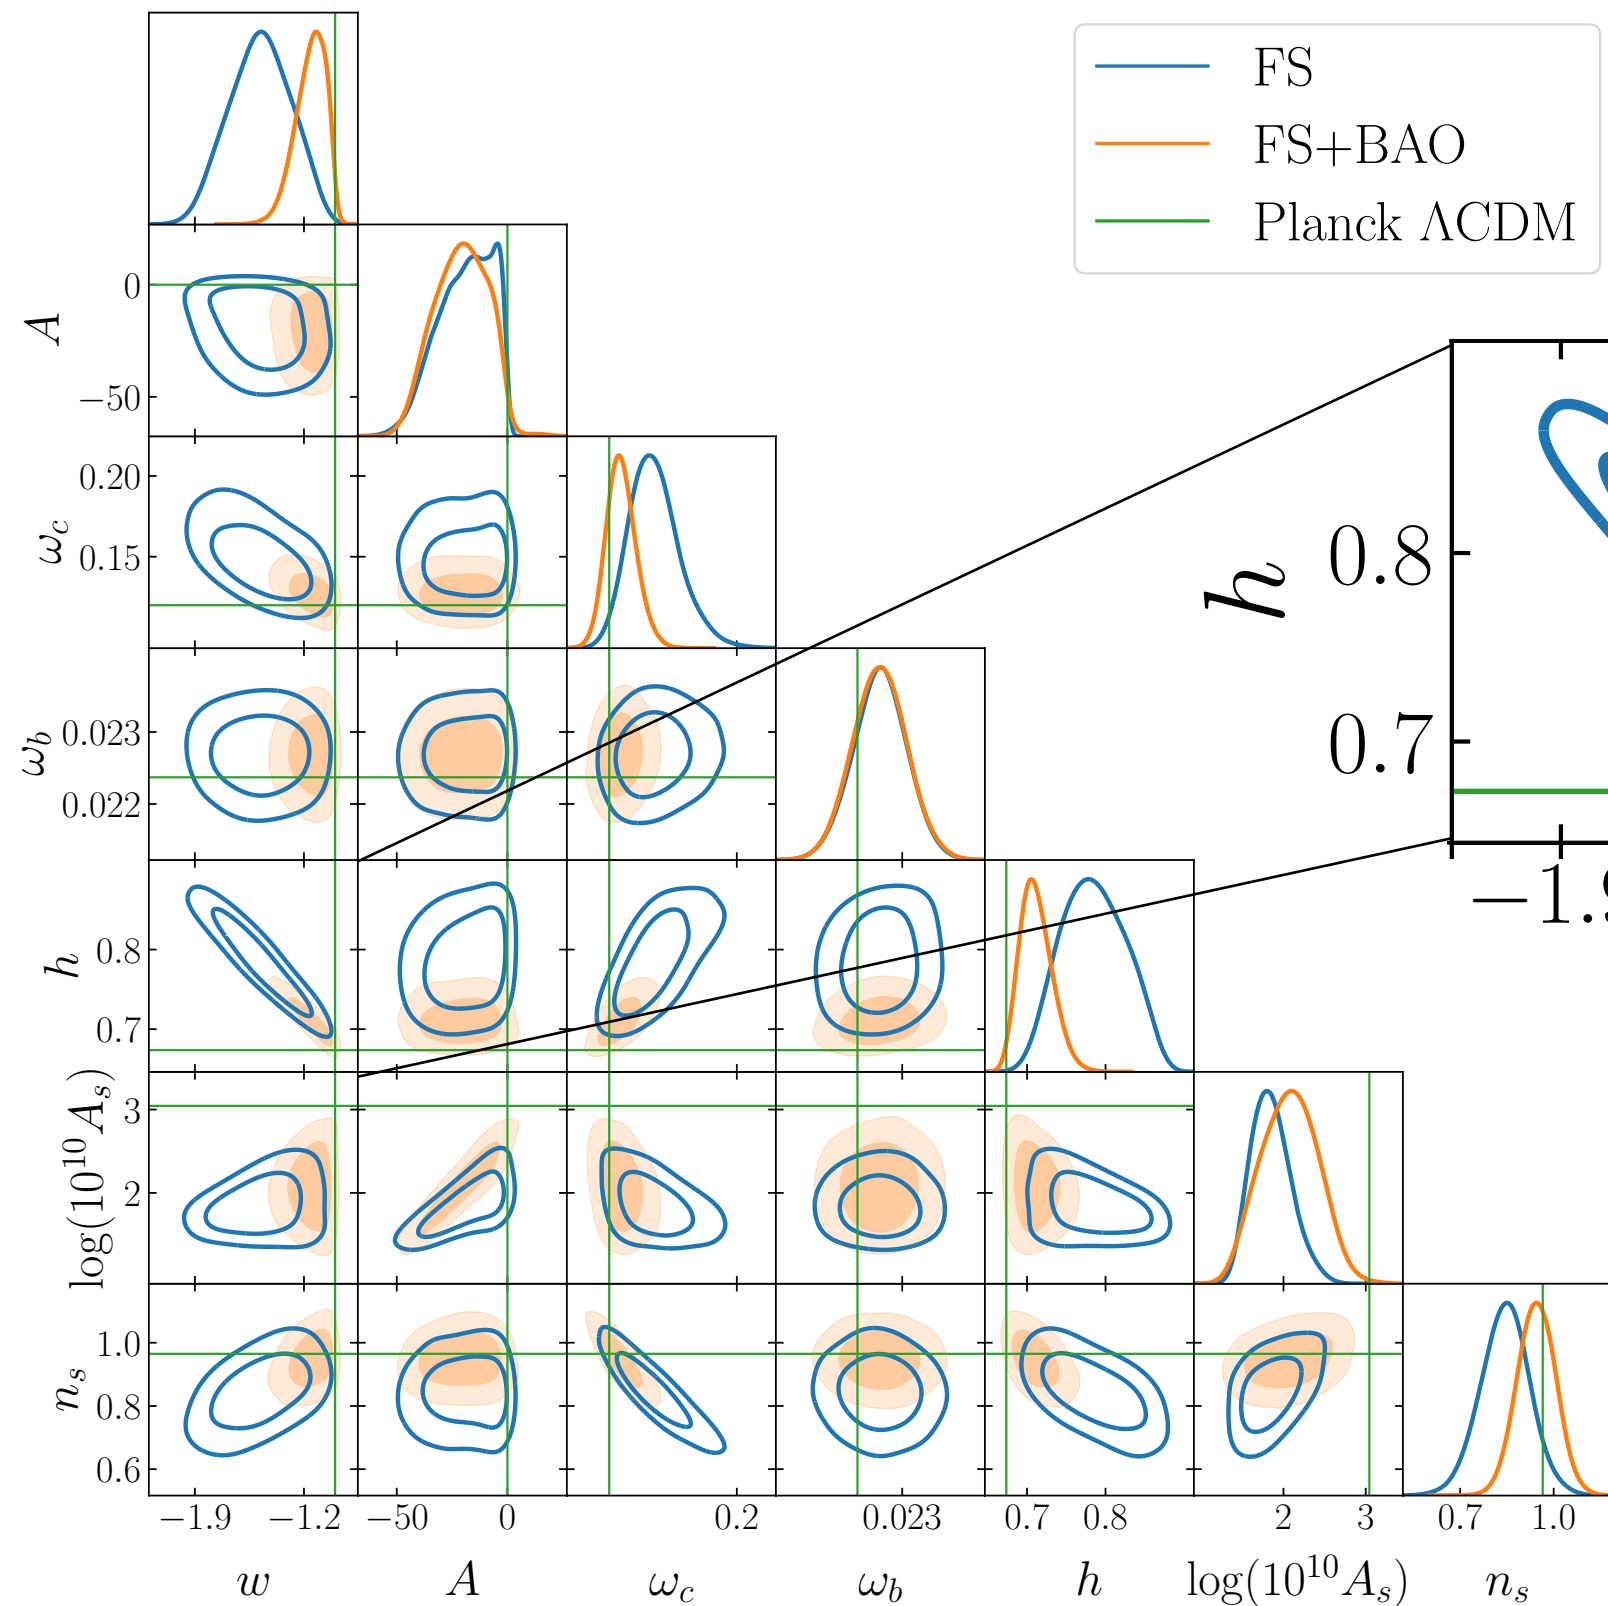 FS
FS+BAO
Planck ΛCDM
0
−50
A
0.20
0.15
ω_c
0.8
0.7
h
−1.9
0.023
0.022
ω_b
0.8
0.7
h
3
2
log(10^{10}A_s)
1.0
0.8
0.6
n_s
−1.9 −1.2 −50 0 0.2 0.023 0.7 0.8 2 3 0.7 1.0
w A ω_c ω_b h log(10^{10}A_s) n_s